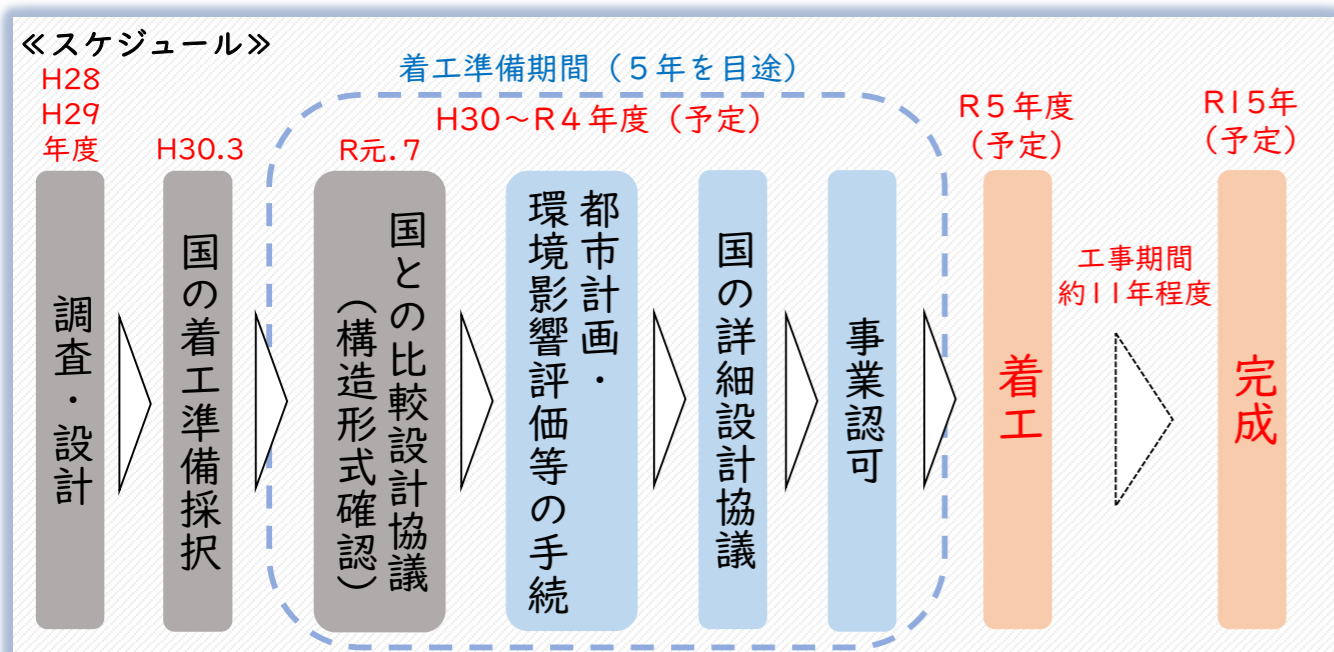 ≪スケジュール≫
着工準備期間（５年を目途）
H30～R４年度（予定）
H28
H29
年度
調査・設計
H30.3
国の着工準備採択
R元.7
国との比較設計協議
（構造形式確認）
都市計画・
環境影響評価等の手続
国の詳細設計協議
事業認可
R５年度
（予定）
着工
工事期間
約11年程度
R15年
（予定）
完成